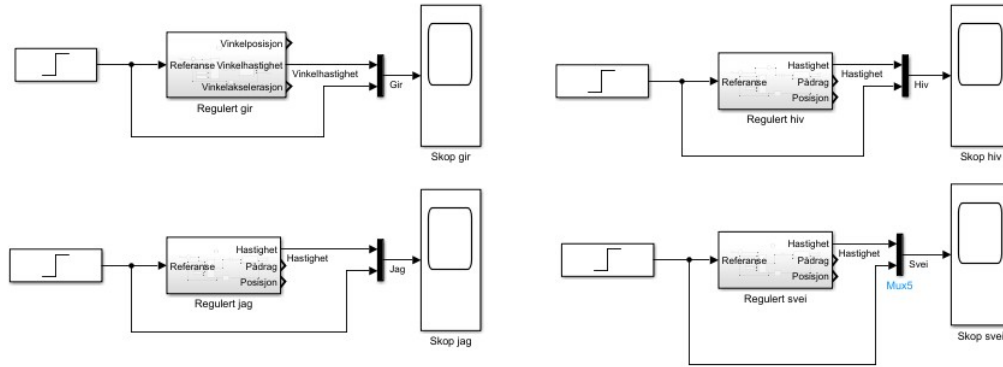 Vinkelposisjon
Referanse Vinkelhastighet
Vinkelhastighet
Vinkelakselerasjon
Gir
Regulert gir
Skop gir
Hastighet
Referanse Pådrag
Hastighet
Posisjon
Hiv
Regulert hiv
Skop hiv
Hastighet
Referanse Pådrag
Hastighet
Posisjon
Jag
Regulert jag
Skop jag
Hastighet
Referanse Pådrag
Hastighet
Posisjon
Svei
Mux5
Regulert svei
Skop svei